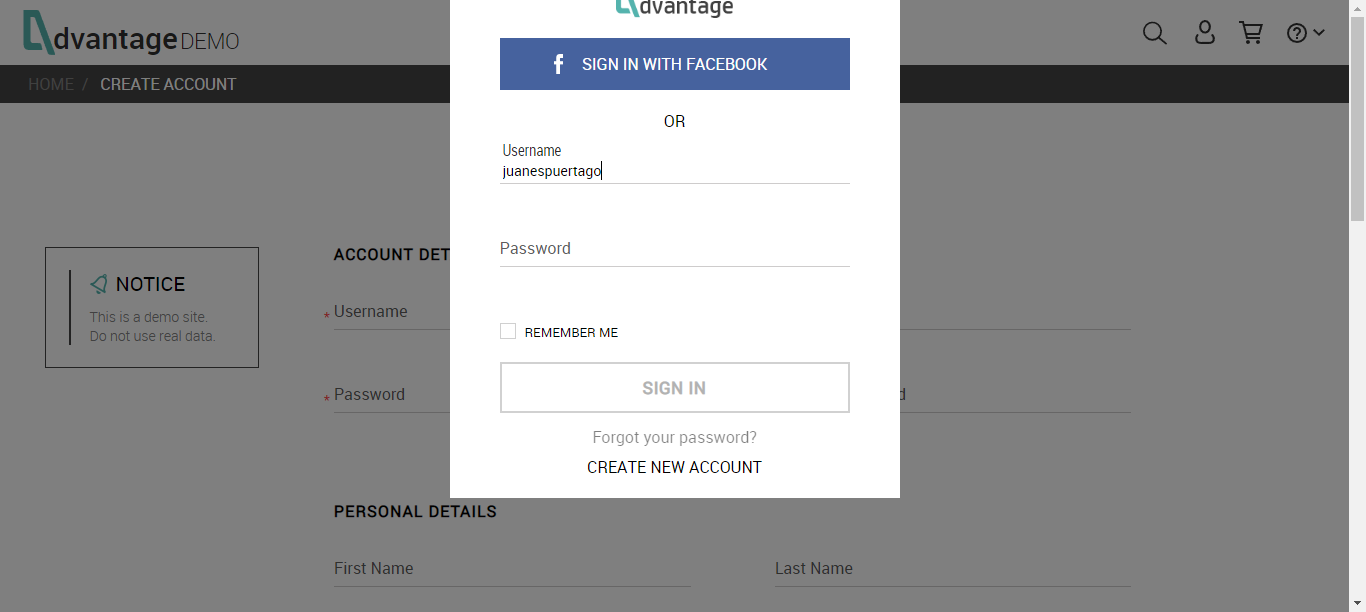 dvantage DEMO
HOME / CREATE ACCOUNT
dvantage
SIGN IN WITH FACEBOOK
OR
Username
juanespuertago
Password
REMEMBER ME
SIGN IN
Forgot your password?
CREATE NEW ACCOUNT
NOTICE
This is a demo site.
Do not use real data.
ACCOUNT DET
* Username
* Password
d
PERSONAL DETAILS
First Name
Last Name